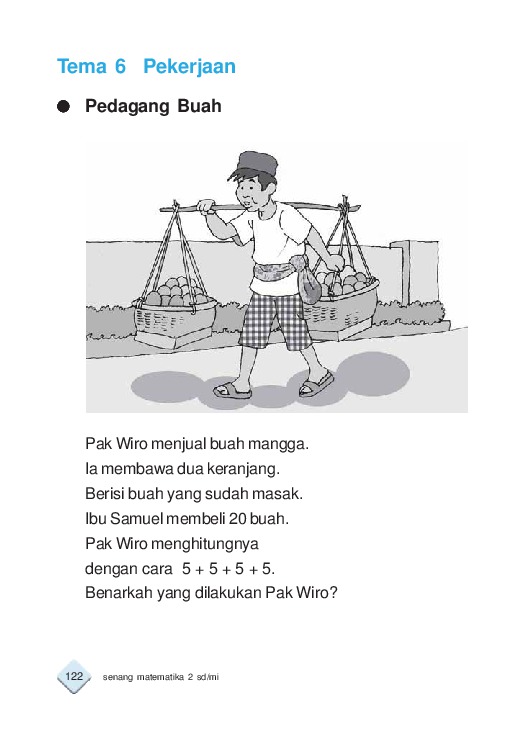 Tema 6 Pekerjaan
Pedagang Buah
Pak Wiro menjual buah mangga.
Ia membawa dua keranjang.
Berisi buah yang sudah masak.
Ibu Samuel membeli 20 buah.
Pak Wiro menghitungnya
dengan cara 5 + 5 + 5 + 5.
Benarkah yang dilakukan Pak Wiro?
122 senang matematika 2 sd/mi